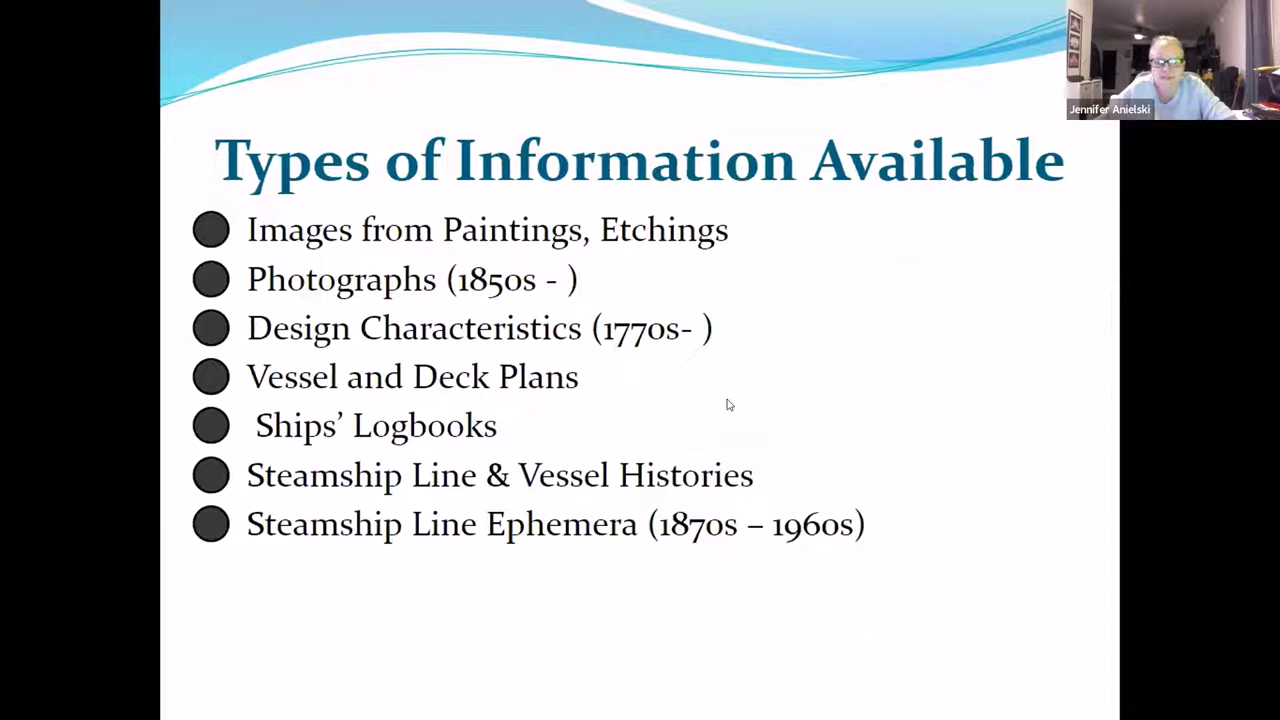 Jennifer Anielski
Types of Information Available
Images from Paintings, Etchings
Photographs (1850s - )
Design Characteristics (1770s- )
Vessel and Deck Plans
Ships’ Logbooks
Steamship Line & Vessel Histories
Steamship Line Ephemera (1870s – 1960s)